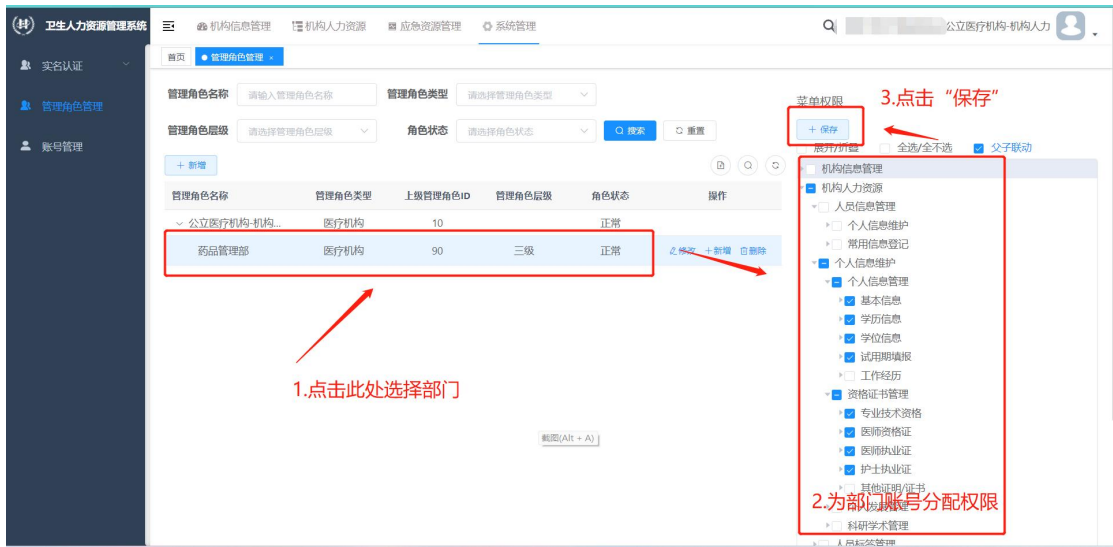 卫生人力资源管理系统
机构信息管理
机构人力资源
应急资源管理
系统管理
公立医疗机构-机构人力
首页
管理角色管理 ×
实名认证
管理角色管理
账号管理
管理角色名称 请输入管理角色名称 管理角色类型 请选择管理角色类型
管理角色层级 请选择管理角色层级 角色状态 请选择角色状态 搜索 重置
+ 新增
管理角色名称 管理角色类型 上级管理角色ID 管理角色层级 角色状态 操作
公立医疗机构-机构... 医疗机构 10 正常
药品管理部 医疗机构 90 三级 正常 修改 +新增 删除
1.点击此处选择部门
截图(Alt + A)
菜单权限
3.点击“保存”
+ 保存
展开/折叠 全选/全不选 父子联动
机构信息管理
机构人力资源
人员信息管理
个人信息维护
常用信息登记
个人信息维护
个人信息管理
基本信息
学历信息
学位信息
试用期填报
工作经历
资格证书管理
专业技术资格
医师资格证
医师执业证
护士执业证
其他证明/证书
2.为部门账号分配权限
科研学术管理
人员标签管理